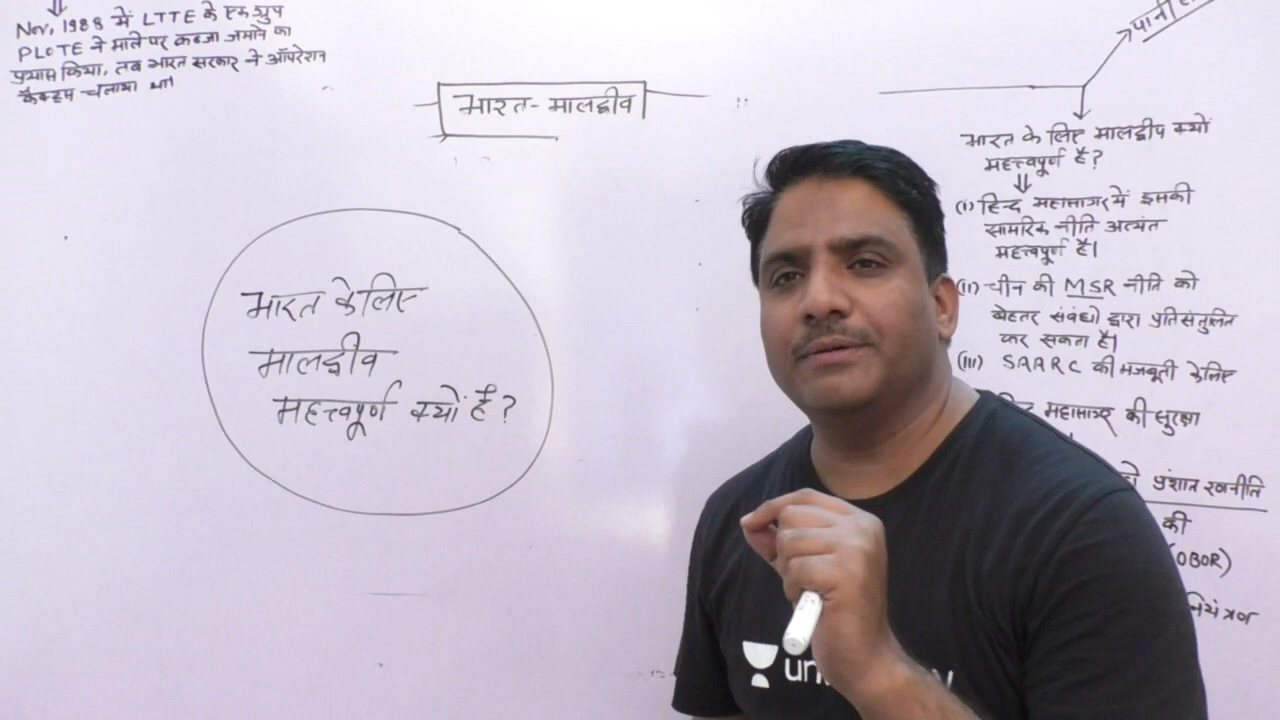 Nov, 1988 में LTTE के एक ग्रुप
PLOTE ने माले पर कब्जा जमाने का
प्रयास किया, तब भारत सरकार ने ऑपरेशन
कैक्टस चलाया था।
भारत-मालद्वीव
भारत के लिए
मालद्वीव
महत्त्वपूर्ण क्यों है?
भारत के लिए मालद्वीप क्यों
महत्त्वपूर्ण है?
(i) हिन्द महासागर में इसकी
सामरिक नीति अत्यंत
महत्त्वपूर्ण है।
(ii) चीन की MSR नीति को
बेहतर संबंधो द्वारा प्रतिसंतुलित
कर सकता है।
(iii) SAARC की मजबूती के लिए
महासागर की सुरक्षा
प्रशांत रणनीति
की
(OBOR)
नियंत्रण